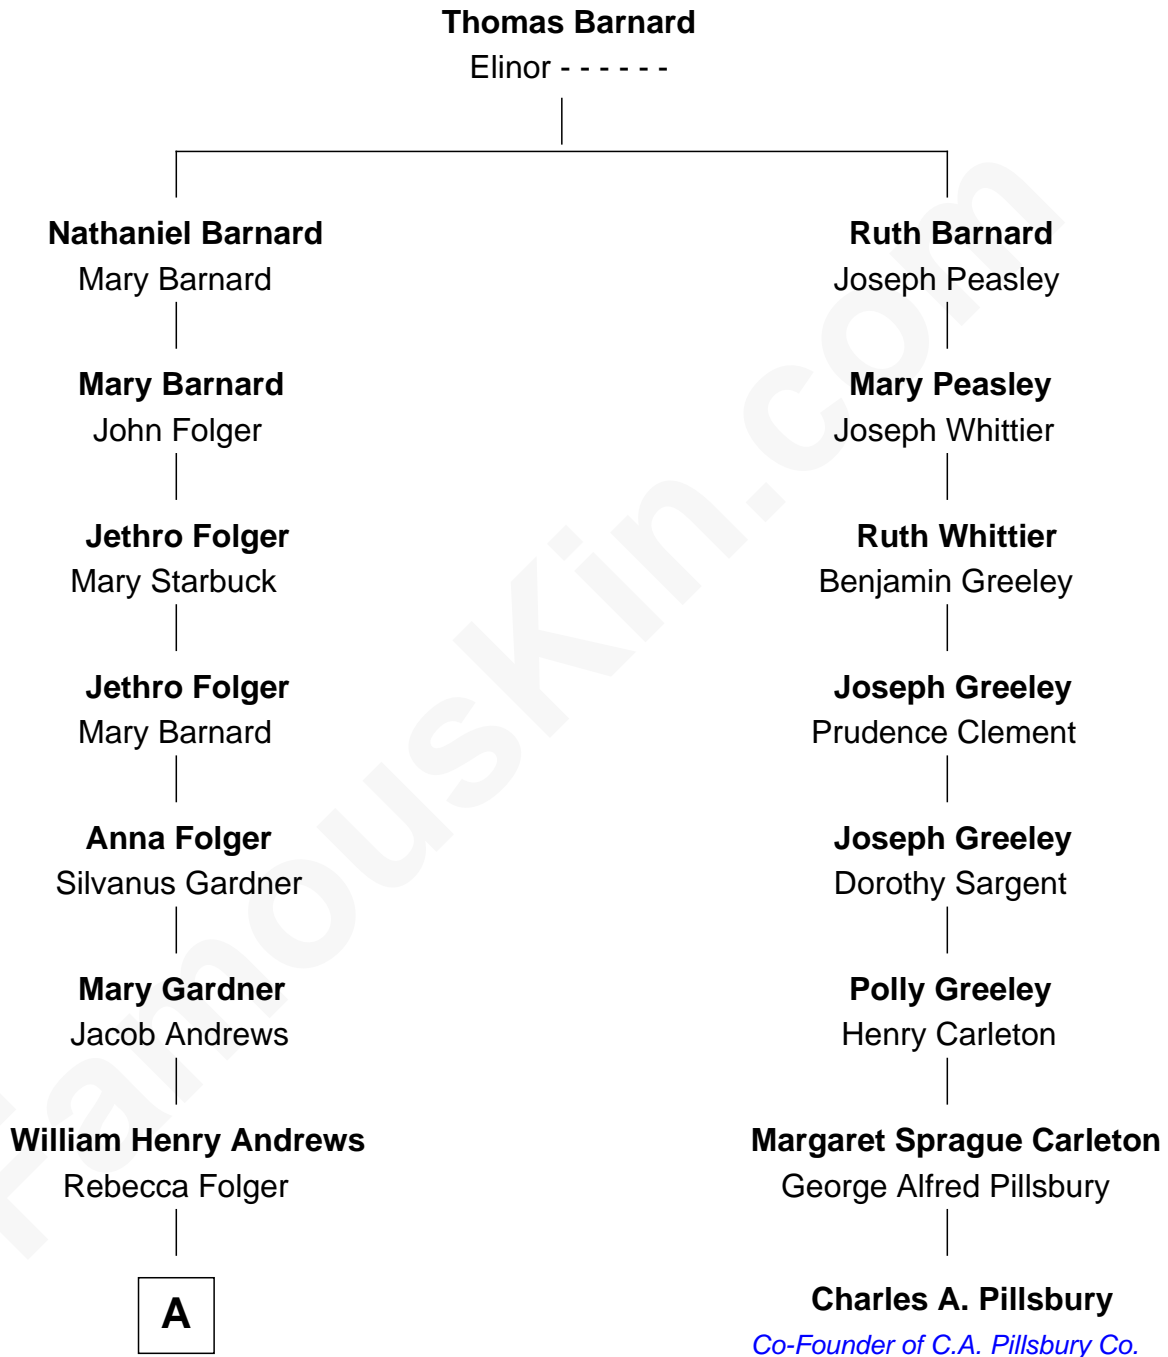 Thomas Barnard
Elinor - - - - - -
Nathaniel Barnard
Mary Barnard
Ruth Barnard
Joseph Peasley
Mary Barnard
John Folger
Mary Peasley
Joseph Whittier
Jethro Folger
Mary Starbuck
Ruth Whittier
Benjamin Greeley
Jethro Folger
Mary Barnard
Joseph Greeley
Prudence Clement
Anna Folger
Silvanus Gardner
Joseph Greeley
Dorothy Sargent
Mary Gardner
Jacob Andrews
Polly Greeley
Henry Carleton
William Henry Andrews
Rebecca Folger
Margaret Sprague Carleton
George Alfred Pillsbury
A
Charles A. Pillsbury
Co-Founder of C.A. Pillsbury Co.
FamousKin.com